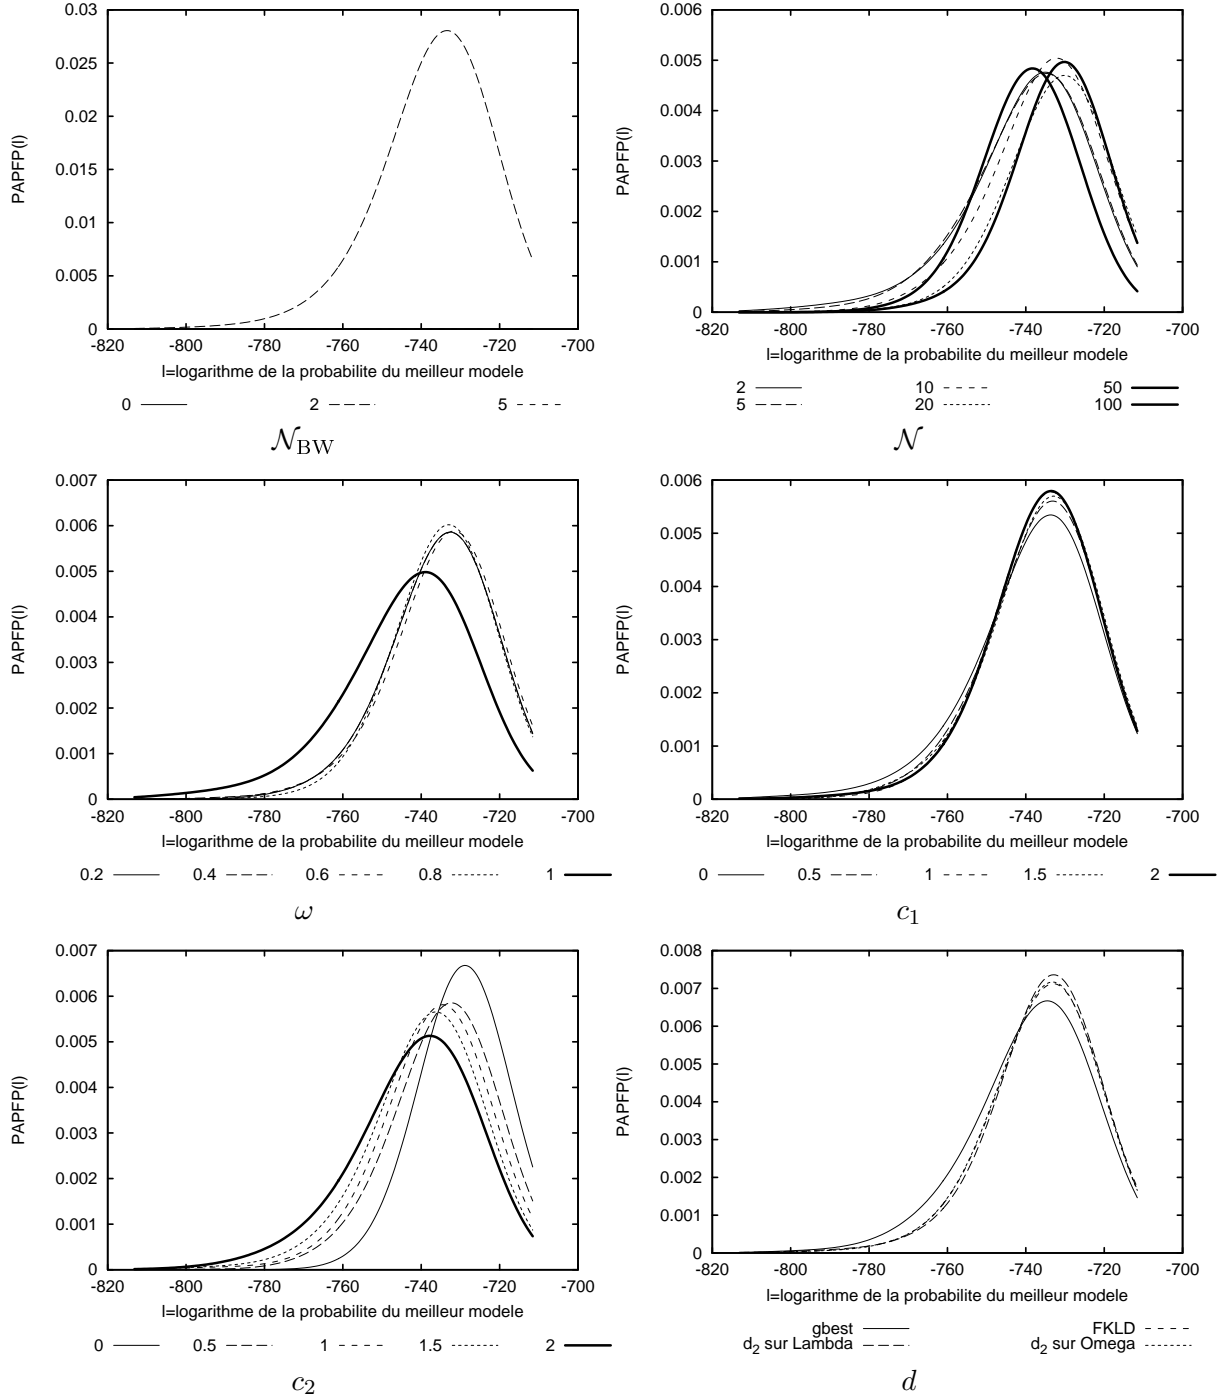 PAPFP(l)
0.03
0.025
0.02
0.015
0.01
0.005
0
-820 -800 -780 -760 -740 -720 -700
l=logarithme de la probabilite du meilleur modele
0 2 5
𝒩BW
PAPFP(l)
0.006
0.005
0.004
0.003
0.002
0.001
0
-820 -800 -780 -760 -740 -720 -700
l=logarithme de la probabilite du meilleur modele
2 10 50
5 20 100
𝒩
PAPFP(l)
0.007
0.006
0.005
0.004
0.003
0.002
0.001
0
-820 -800 -780 -760 -740 -720 -700
l=logarithme de la probabilite du meilleur modele
0.2 0.4 0.6 0.8 1
ω
PAPFP(l)
0.006
0.005
0.004
0.003
0.002
0.001
0
-820 -800 -780 -760 -740 -720 -700
l=logarithme de la probabilite du meilleur modele
0 0.5 1 1.5 2
c1
PAPFP(l)
0.007
0.006
0.005
0.004
0.003
0.002
0.001
0
-820 -800 -780 -760 -740 -720 -700
l=logarithme de la probabilite du meilleur modele
0 0.5 1 1.5 2
c2
PAPFP(l)
0.008
0.007
0.006
0.005
0.004
0.003
0.002
0.001
0
-820 -800 -780 -760 -740 -720 -700
l=logarithme de la probabilite du meilleur modele
gbest FKLD
d2 sur Lambda d2 sur Omega
d